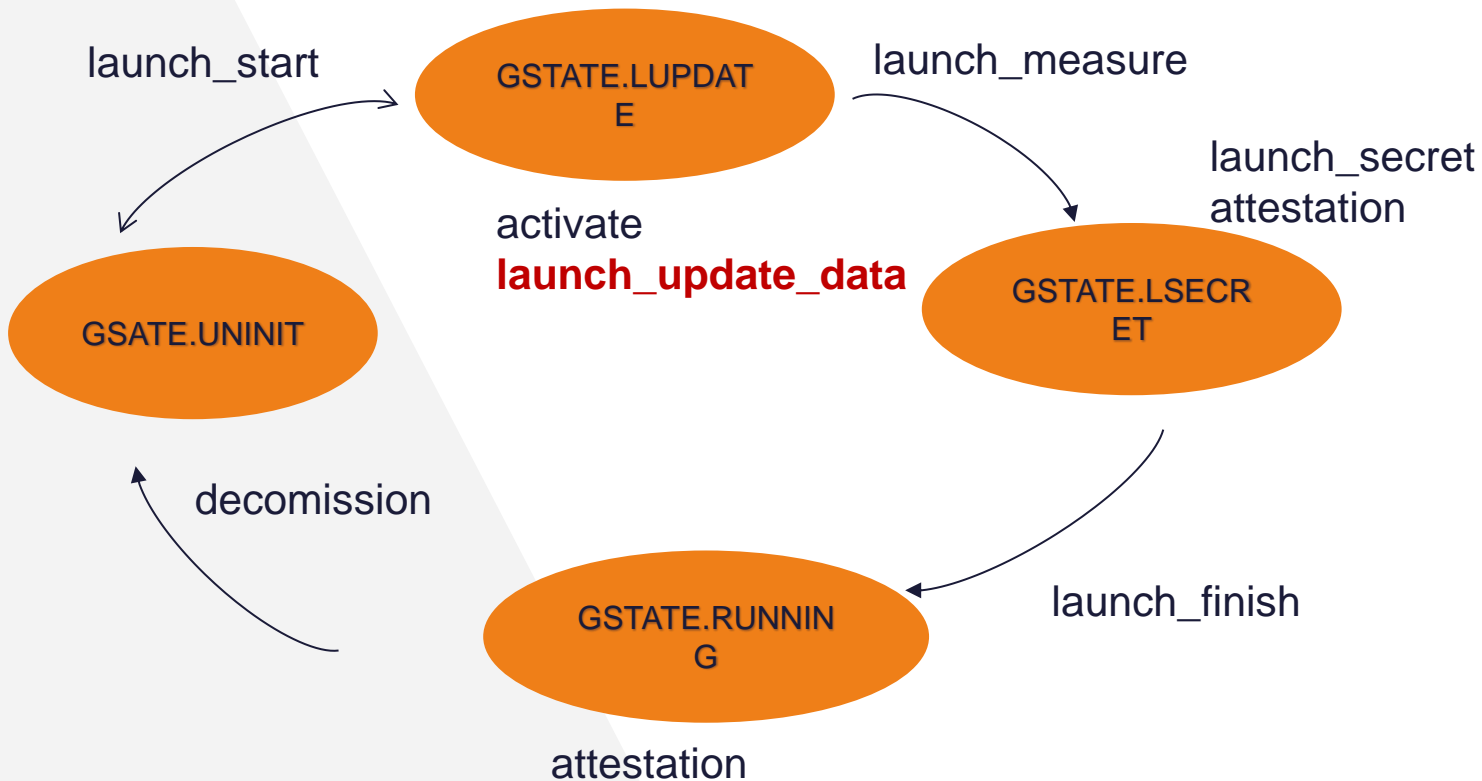 launch_start
GSTATE.LUPDAT
E
launch_measure
launch_secret
attestation
activate
launch_update_data
GSATE.UNINIT
GSTATE.LSECR
ET
decomission
launch_finish
GSTATE.RUNNIN
G
attestation